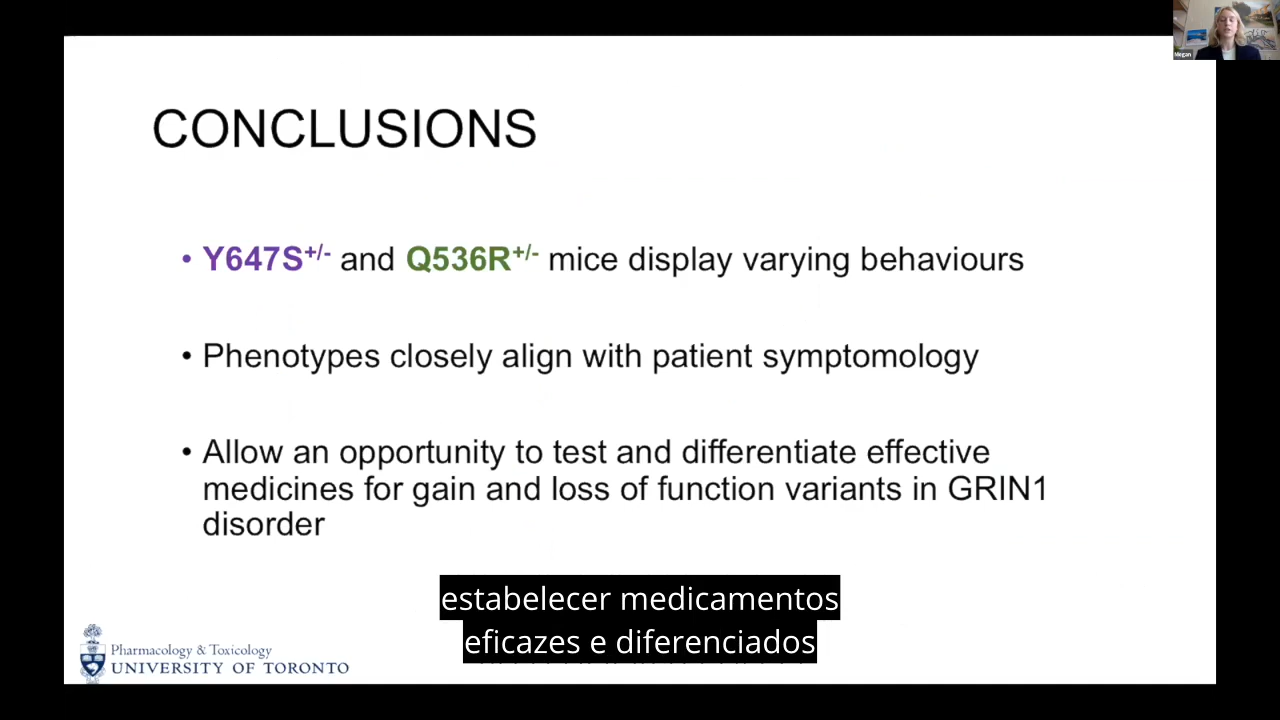 Megan
CONCLUSIONS
• Y647S+/- and Q536R+/- mice display varying behaviours
• Phenotypes closely align with patient symptomology
• Allow an opportunity to test and differentiate effective
medicines for gain and loss of function variants in GRIN1
disorder
estabelecer medicamentos
eficazes e diferenciados
Pharmacology & Toxicology
UNIVERSITY OF TORONTO